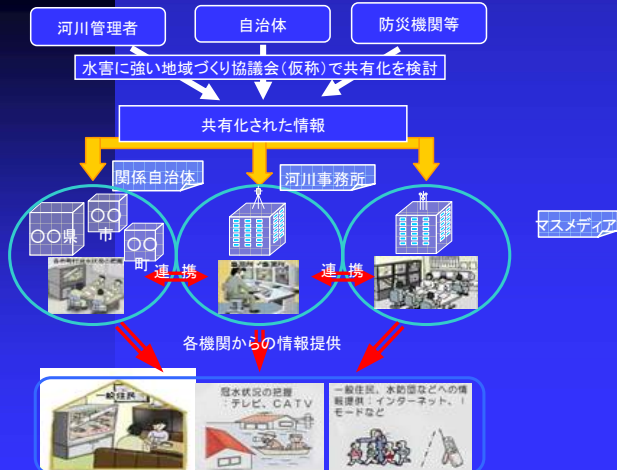 河川管理者
自治体
防災機関等
水害に強い地域づくり協議会(仮称)で共有化を検討
共有化された情報
関係自治体
河川事務所
マスメディア
〇〇県
〇〇
市
〇〇
町
連 携
連 携
各機関からの情報提供
一般住民
冠水状況の把握
:テレビ、CATV
一般住民、水防団などへの情
報提供:インターネット、i
モードなど